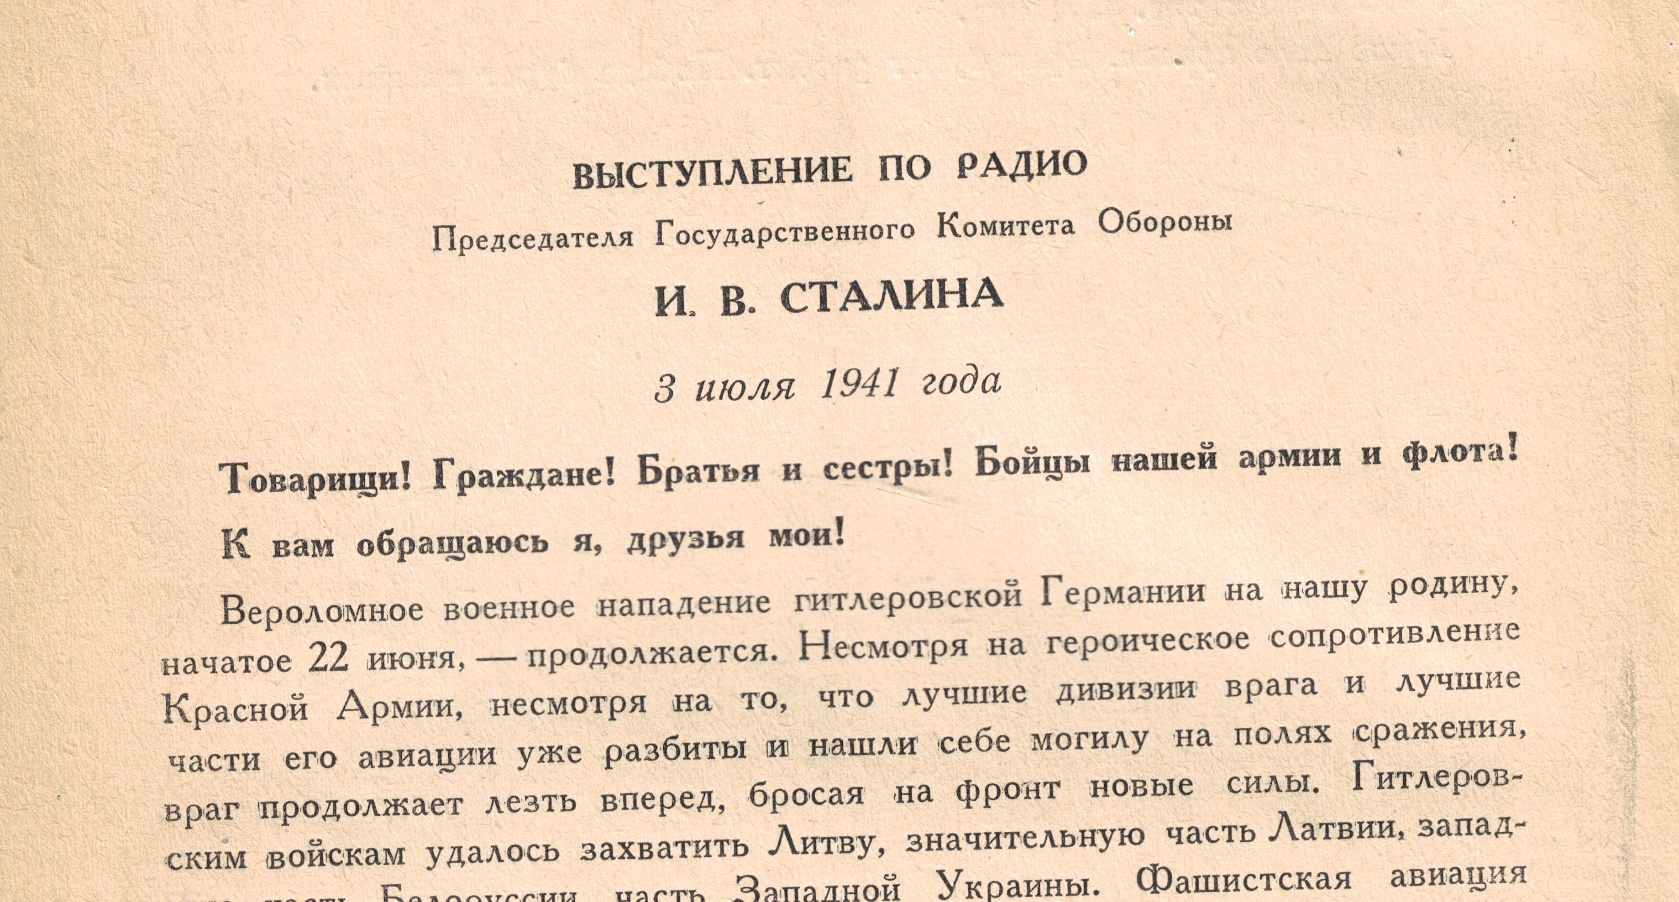 ВЫСТУПЛЕНИЕ ПО РАДИО
Председателя Государственного Комитета Обороны
И. В. СТАЛИНА
3 июля 1941 года
Товарищи! Граждане! Братья и сестры! Бойцы нашей армии и флота!
К вам обращаюсь я, друзья мои!
Вероломное военное нападение гитлеровской Германии на нашу родину,
начатое 22 июня, — продолжается. Несмотря на героическое сопротивление
Красной Армии, несмотря на то, что лучшие дивизии врага и лучшие
части его авиации уже разбиты и нашли себе могилу на полях сражения,
враг продолжает лезть вперед, бросая на фронт новые силы. Гитлеров-
ским войскам удалось захватить Литву, значительную часть Латвии, запад-
часть Белоруссии, часть Западной Украины. Фашистская авиация